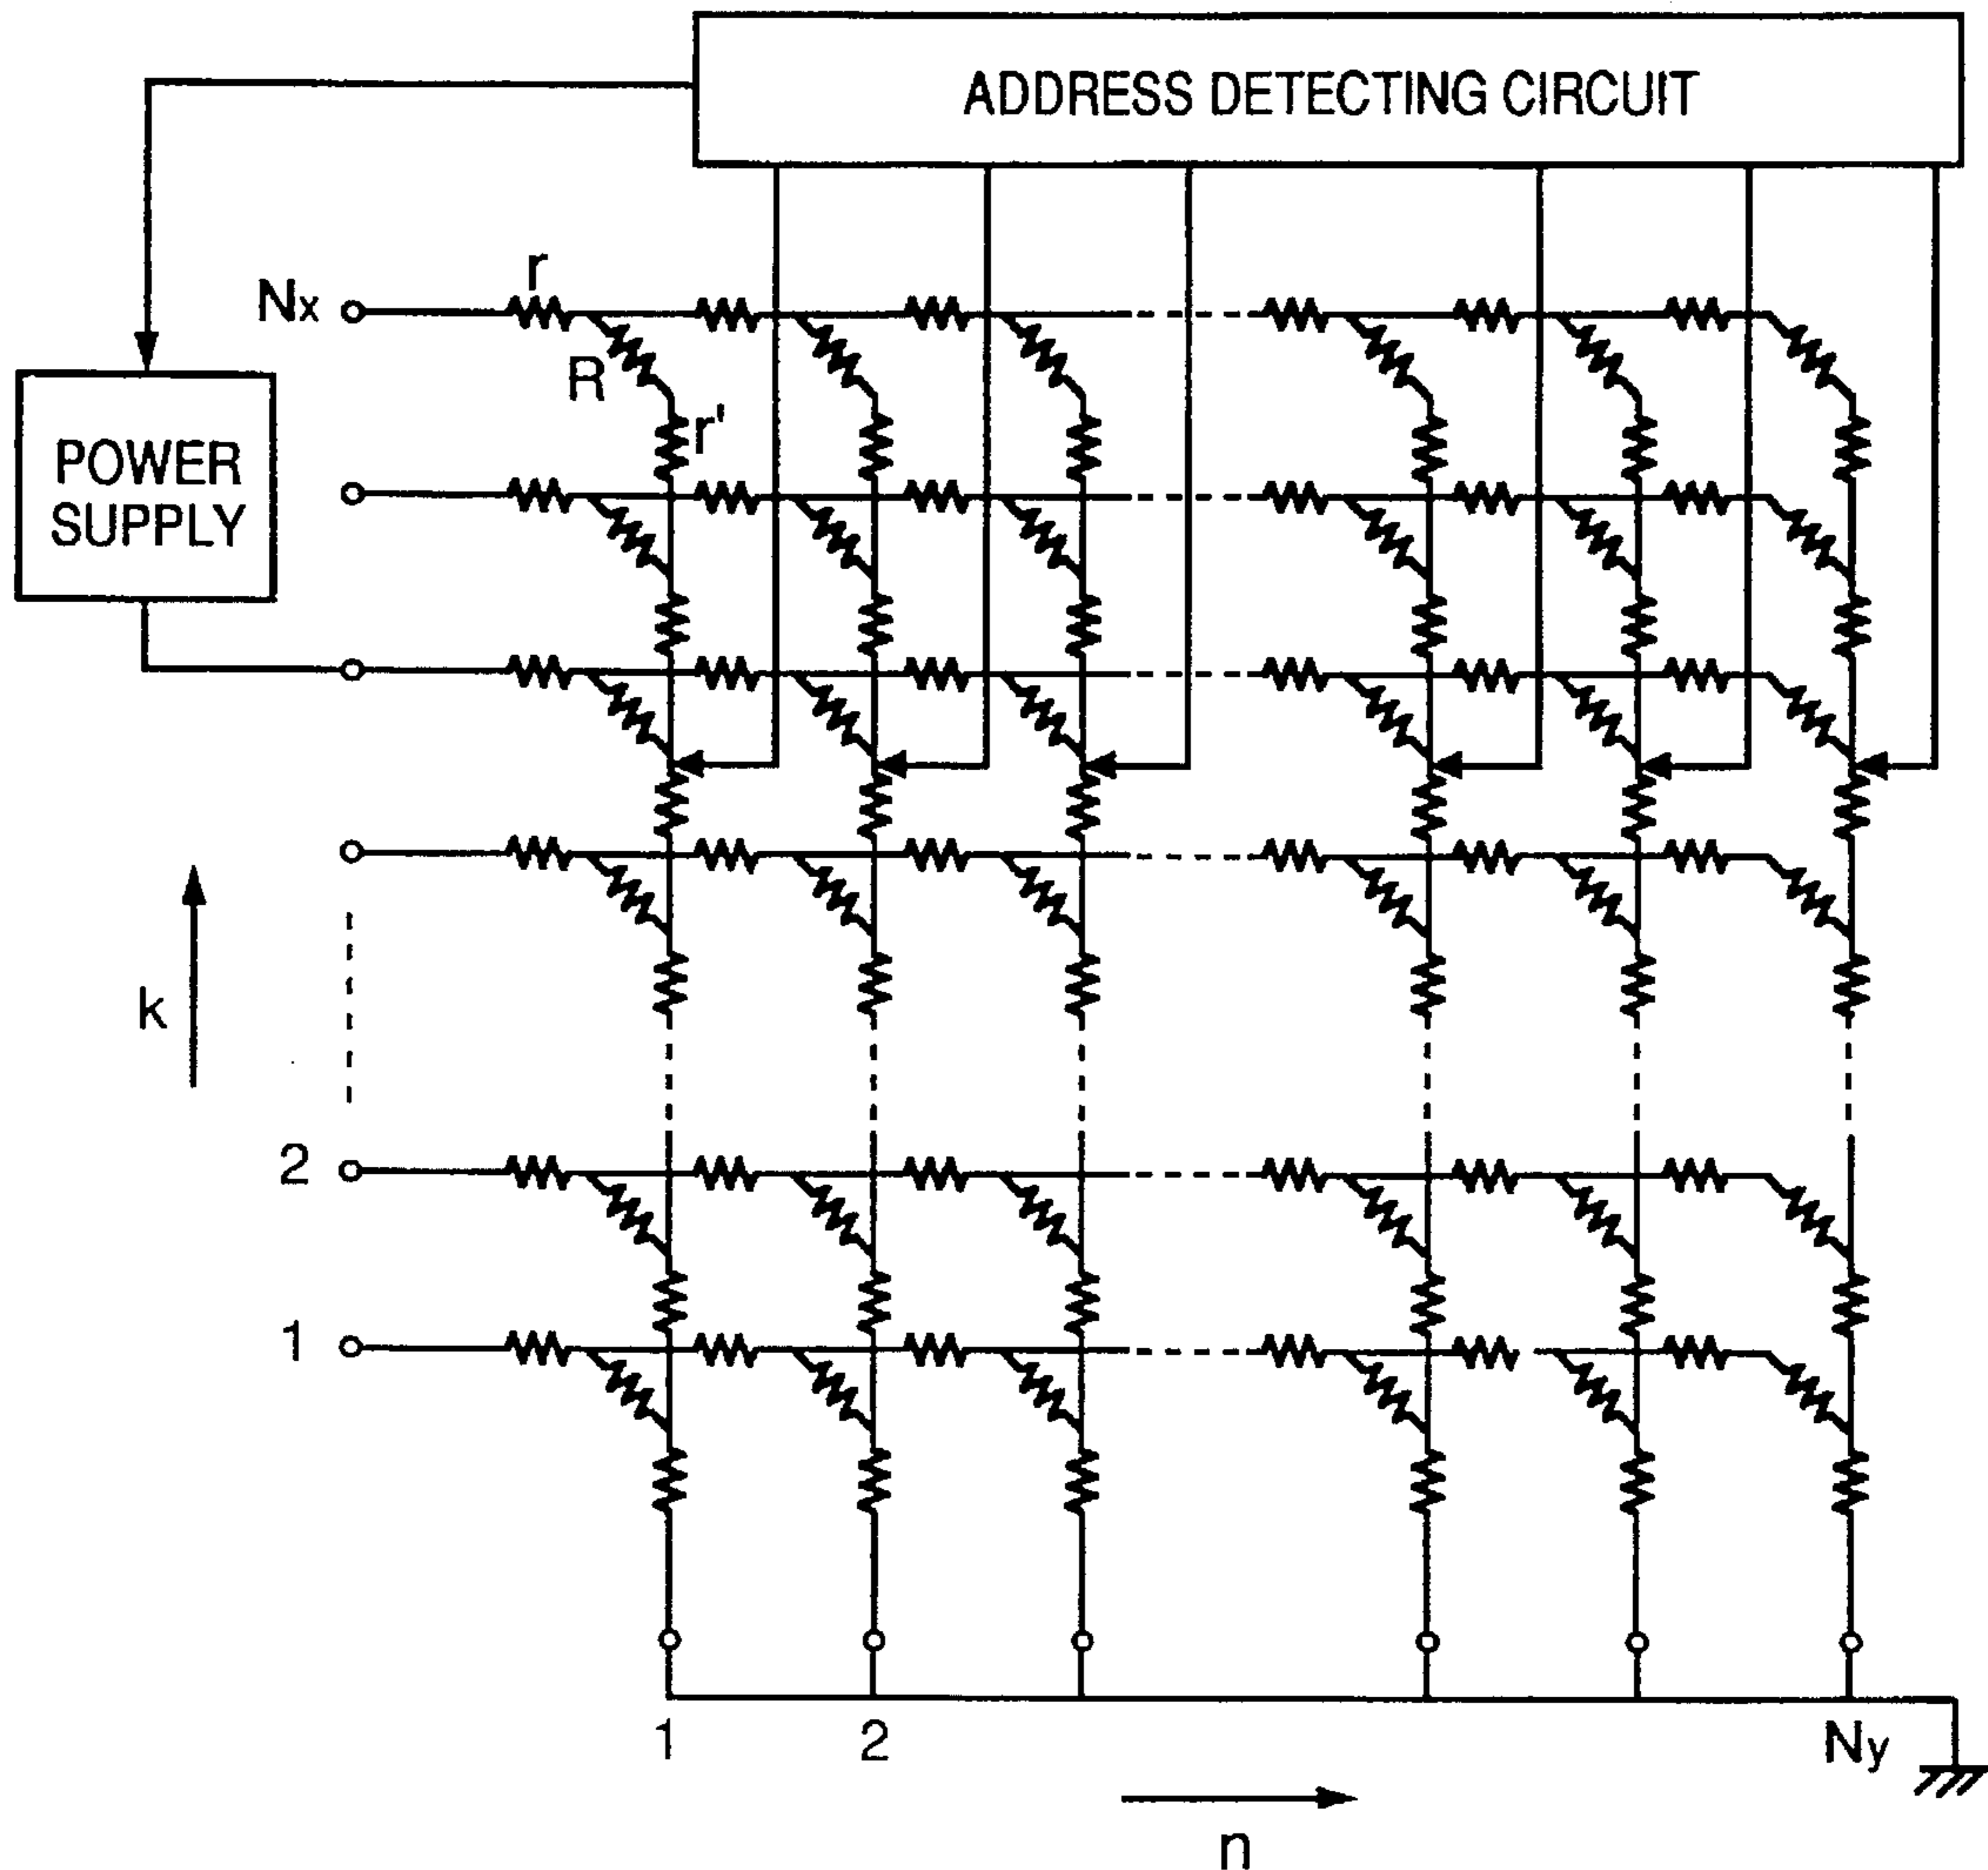 ADDRESS DETECTING CIRCUIT
r
Nx
R
r'
POWER
SUPPLY
k
2
1
1
2
Ny
n